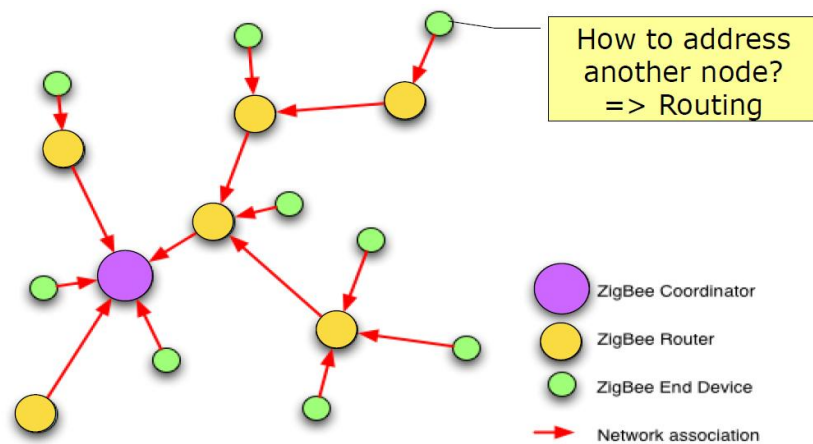 How to address
another node?
=> Routing
ZigBee Coordinator
ZigBee Router
ZigBee End Device
Network association